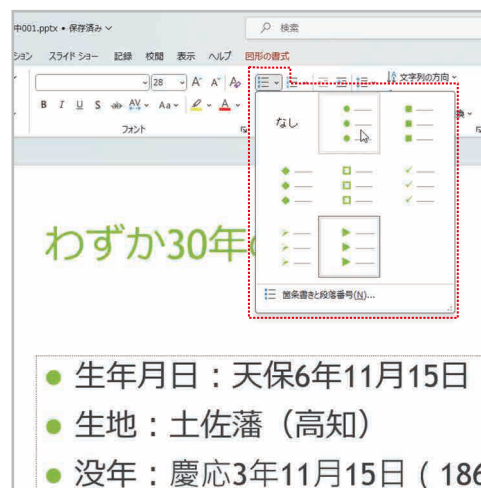 中001.pptx • 保存済み
検索
ション スライド ショー 記録 校閲 表示 ヘルプ 図形の書式
28 A A A 文字列の方向
B I U S ab AV Aa A
フォント
なし
箇条書きと段落番号(N)...
わずか30年
• 生年月日：天保6年11月15日
• 生地：土佐藩（高知）
• 没年：慶応3年11月15日（186